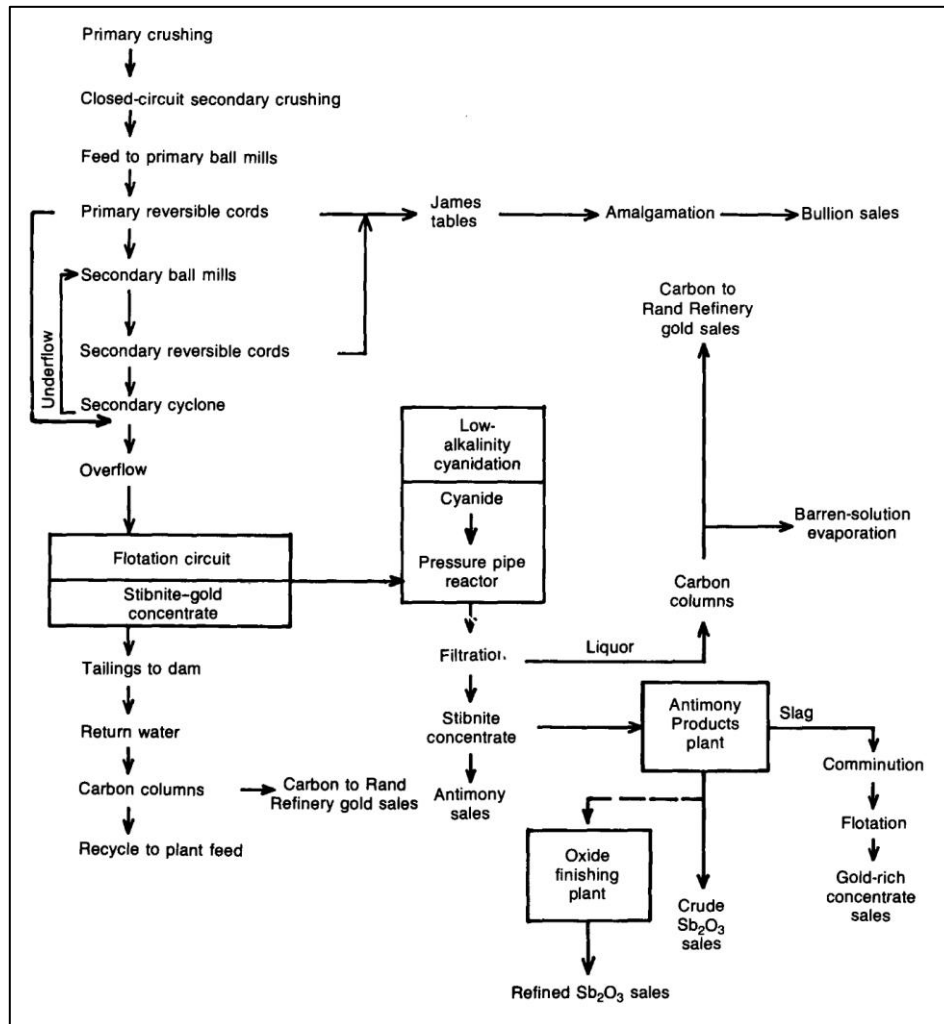 Primary crushing
Closed-circuit secondary crushing
Feed to primary ball mills
Primary reversible cords
James
tables
Amalgamation
Bullion sales
Secondary ball mills
Carbon to
Rand Refinery
gold sales
Underflow
Secondary reversible cords
Secondary cyclone
Low-
alkalinity
cyanidation
Overflow
Cyanide
Barren-solution
evaporation
Flotation circuit
Pressure pipe
reactor
Stibnite-gold
concentrate
Carbon
columns
Tailings to dam
Filtration
Liquor
Return water
Stibnite
concentrate
Antimony
Products
plant
Slag
Comminution
Carbon columns
Carbon to Rand
Refinery gold sales
Antimony
sales
Flotation
Recycle to plant feed
Oxide
finishing
plant
Crude
Sb₂O₃
sales
Gold-rich
concentrate
sales
Refined Sb₂O₃ sales